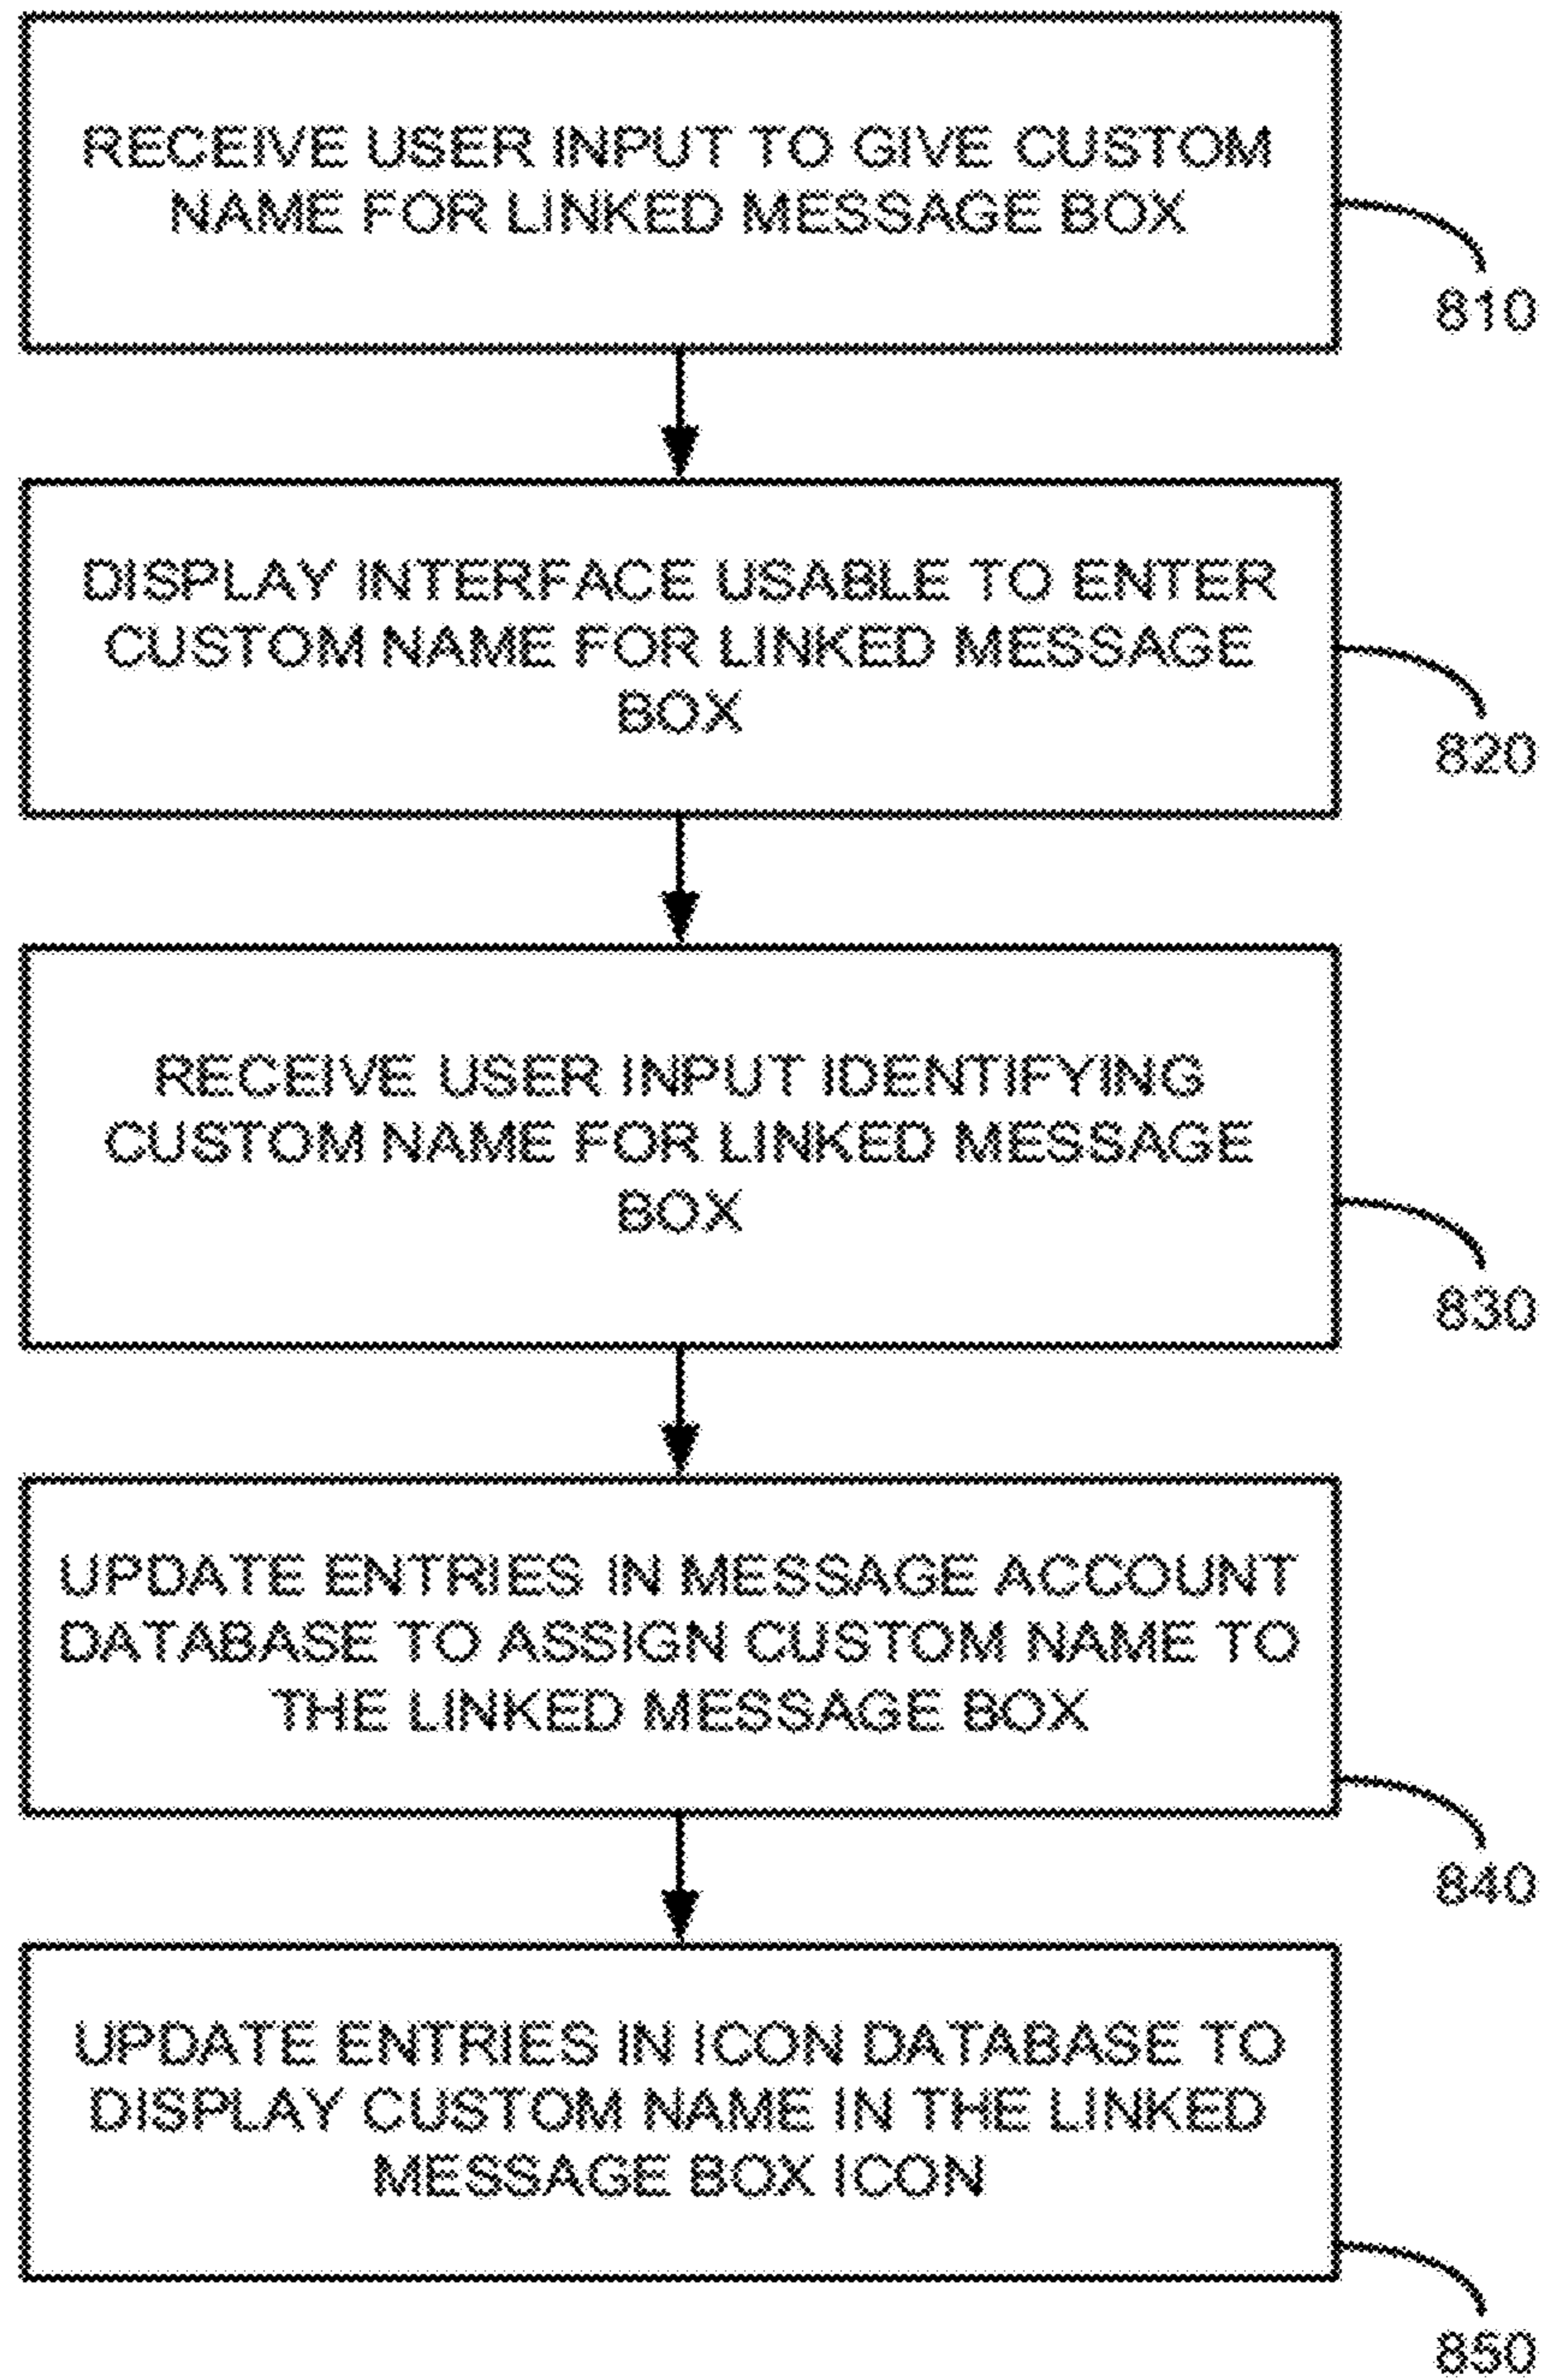 RECEIVE USER INPUT TO GIVE CUSTOM
NAME FOR LINKED MESSAGE BOX
810
DISPLAY INTERFACE USABLE TO ENTER
CUSTOM NAME FOR LINKED MESSAGE
BOX
820
RECEIVE USER INPUT IDENTIFYING
CUSTOM NAME FOR LINKED MESSAGE
BOX
830
UPDATE ENTRIES IN MESSAGE ACCOUNT
DATABASE TO ASSIGN CUSTOM NAME TO
THE LINKED MESSAGE BOX
840
UPDATE ENTRIES IN ICON DATABASE TO
DISPLAY CUSTOM NAME IN THE LINKED
MESSAGE BOX ICON
850